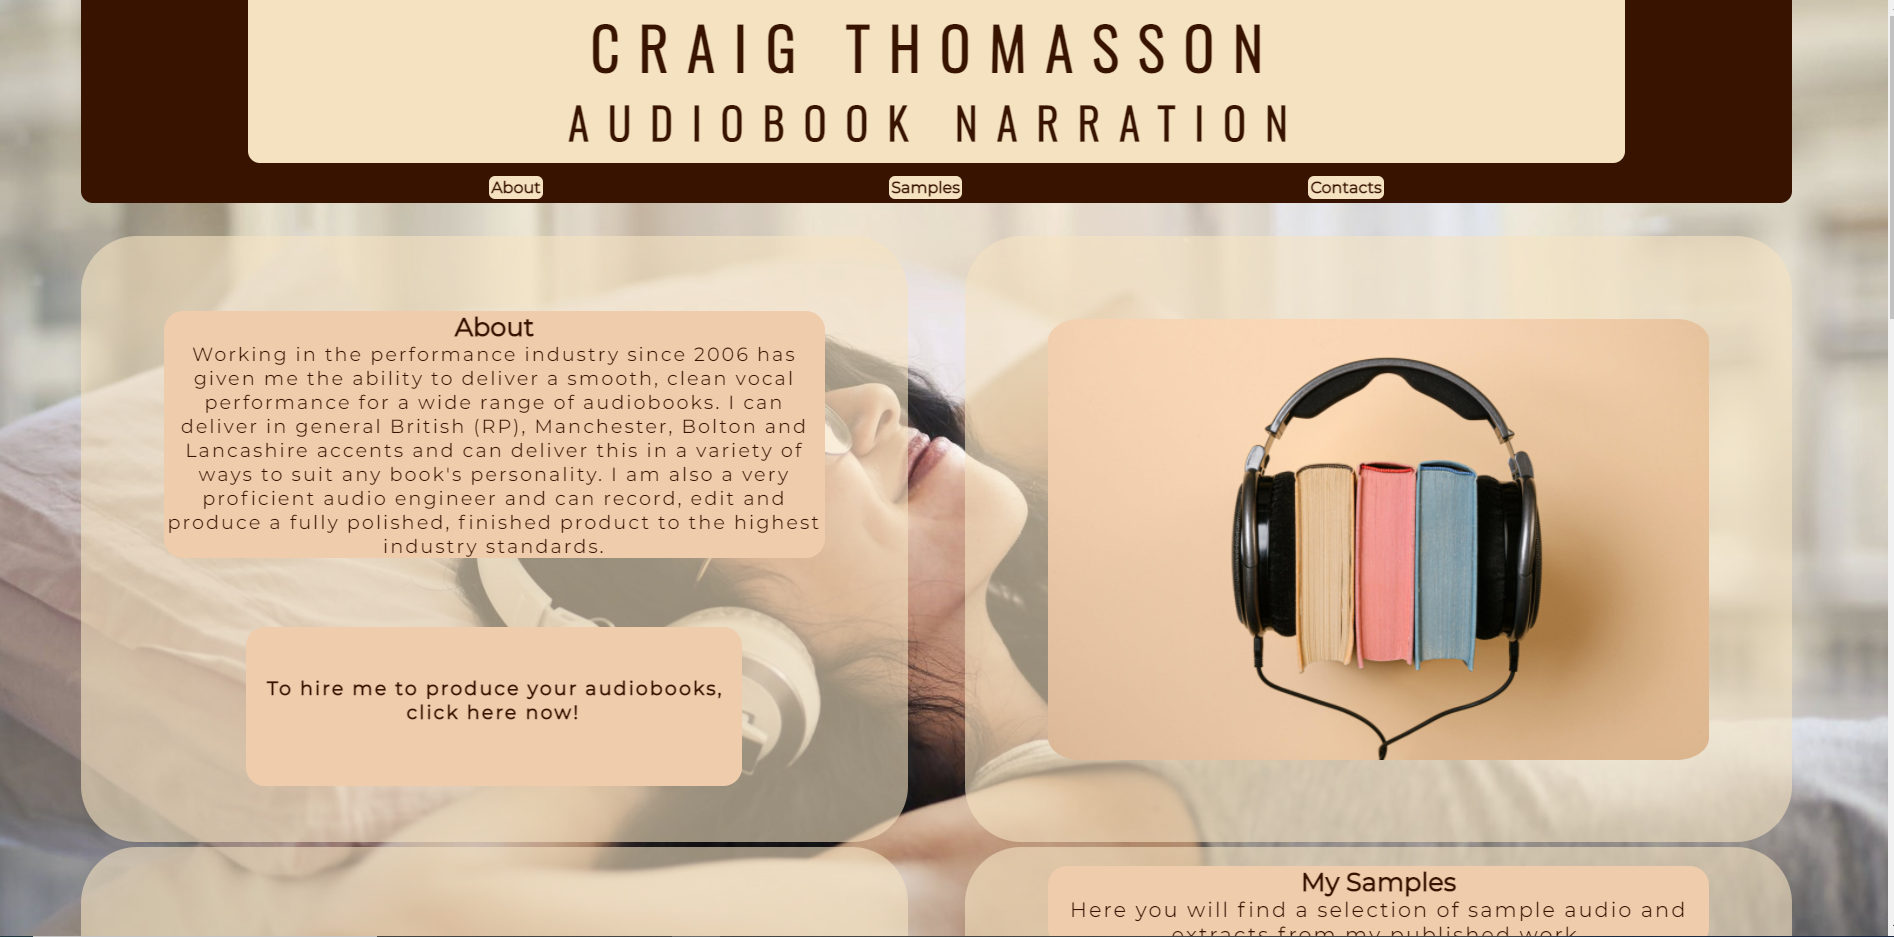 CRAIG THOMASSON
AUDIOBOOK NARRATION
About
Samples
Contacts
About
Working in the performance industry since 2006 has
given me the ability to deliver a smooth, clean vocal
performance for a wide range of audiobooks. I can
deliver in general British (RP), Manchester, Bolton and
Lancashire accents and can deliver this in a variety of
ways to suit any book's personality. I am also a very
proficient audio engineer and can record, edit and
produce a fully polished, finished product to the highest
industry standards.
To hire me to produce your audiobooks,
click here now!
My Samples
Here you will find a selection of sample audio and
extracts from my published work